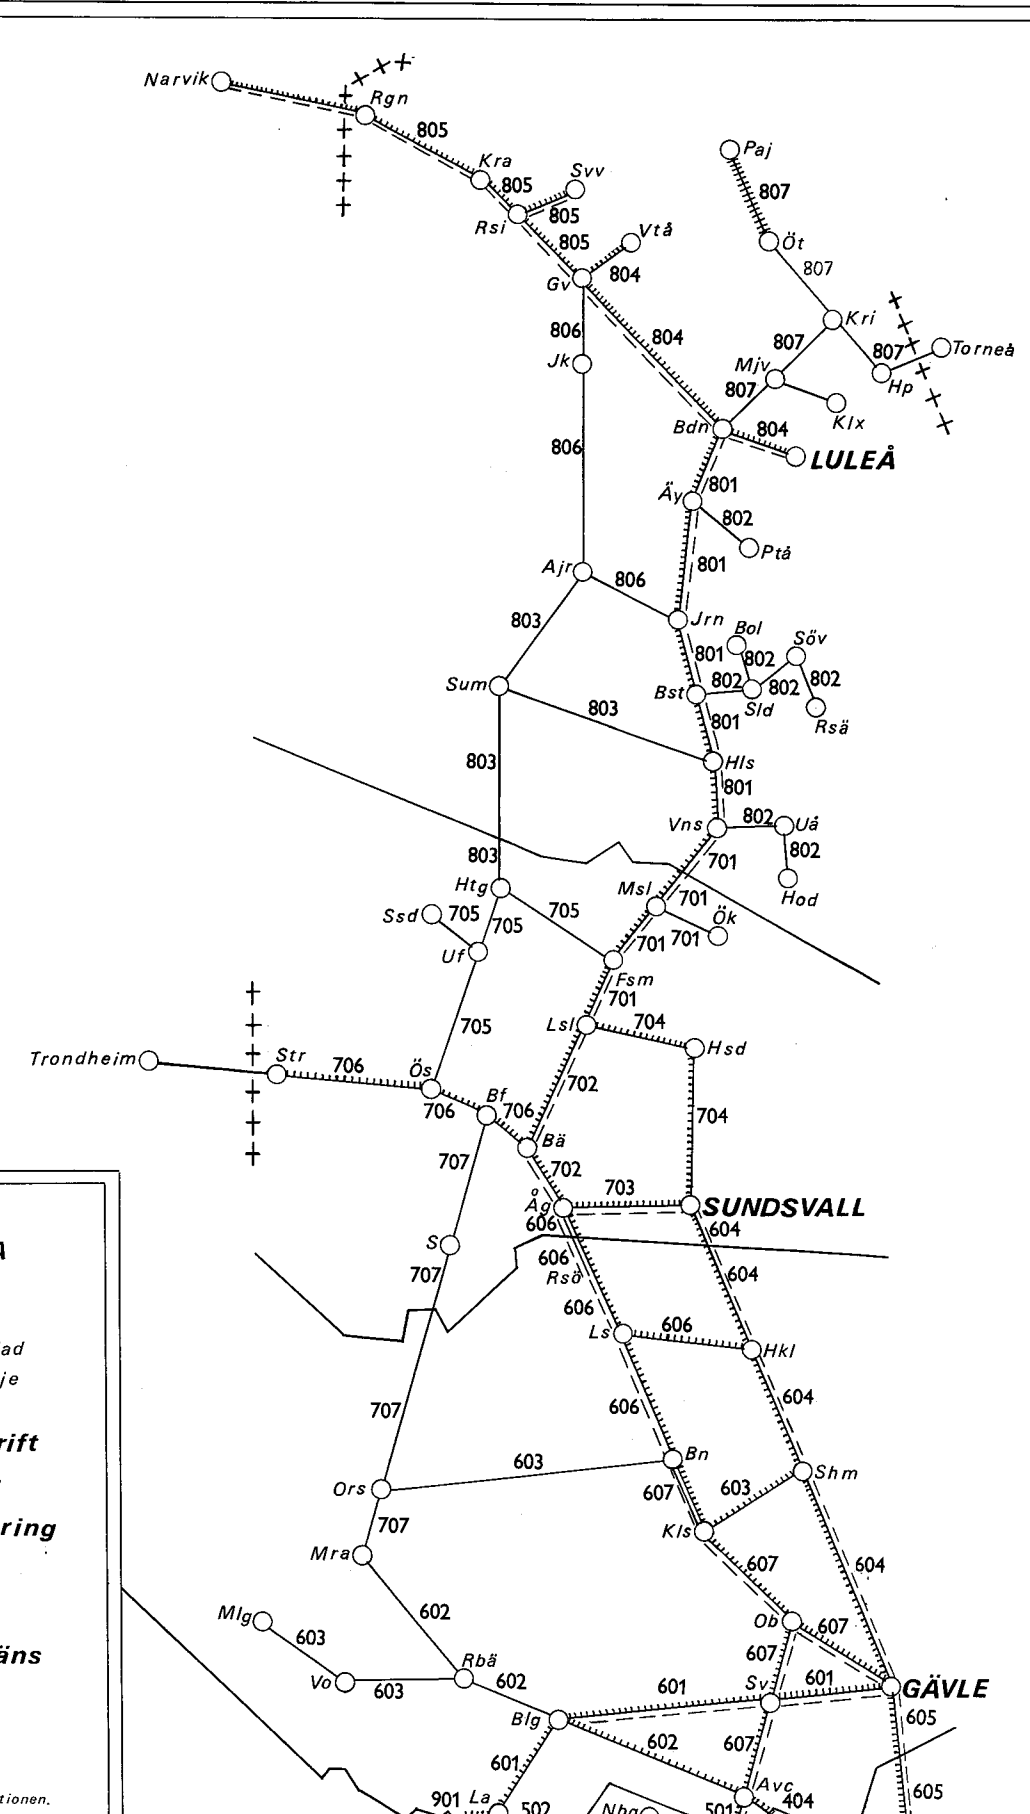 Narvik
Rgn
805
Kra
Svv
805
Paj
807
Rsi
805
805
Vtå
Öt
Gv
804
807
806
804
Kri
Jk
807
807
Torneå
Mjv
Hp
807
Klx
Bdn
804
LULEÅ
806
Äy
801
802
Ptå
801
Ajr
806
803
Jrn
Bol
Söv
801
802
Sum
802
802
802
Bst
Sld
Rsä
803
801
803
Hls
801
Vns
802
Uå
803
701
802
Htg
Msl
701
Hod
Ssd
705
705
705
Ök
701
701
Uf
Fsm
701
705
Lsl
704
Hsd
Trondheim
Str
706
Ös
702
706
Bf
706
704
Bä
707
702
703
Åg
SUNDSVALL
606
604
S
606
604
707
Rsö
606
606
Ls
Hkl
604
606
707
603
Bn
Shm
Ors
607
603
707
Kls
Mra
607
604
602
Mlg
Ob
607
603
607
Rbä
602
Vo
603
601
Sv
601
GÄVLE
Blg
605
602
607
601
Avc
605
901
La
502
Nbg
501
404
A
ad
je
rift
ring
äns
tionen.